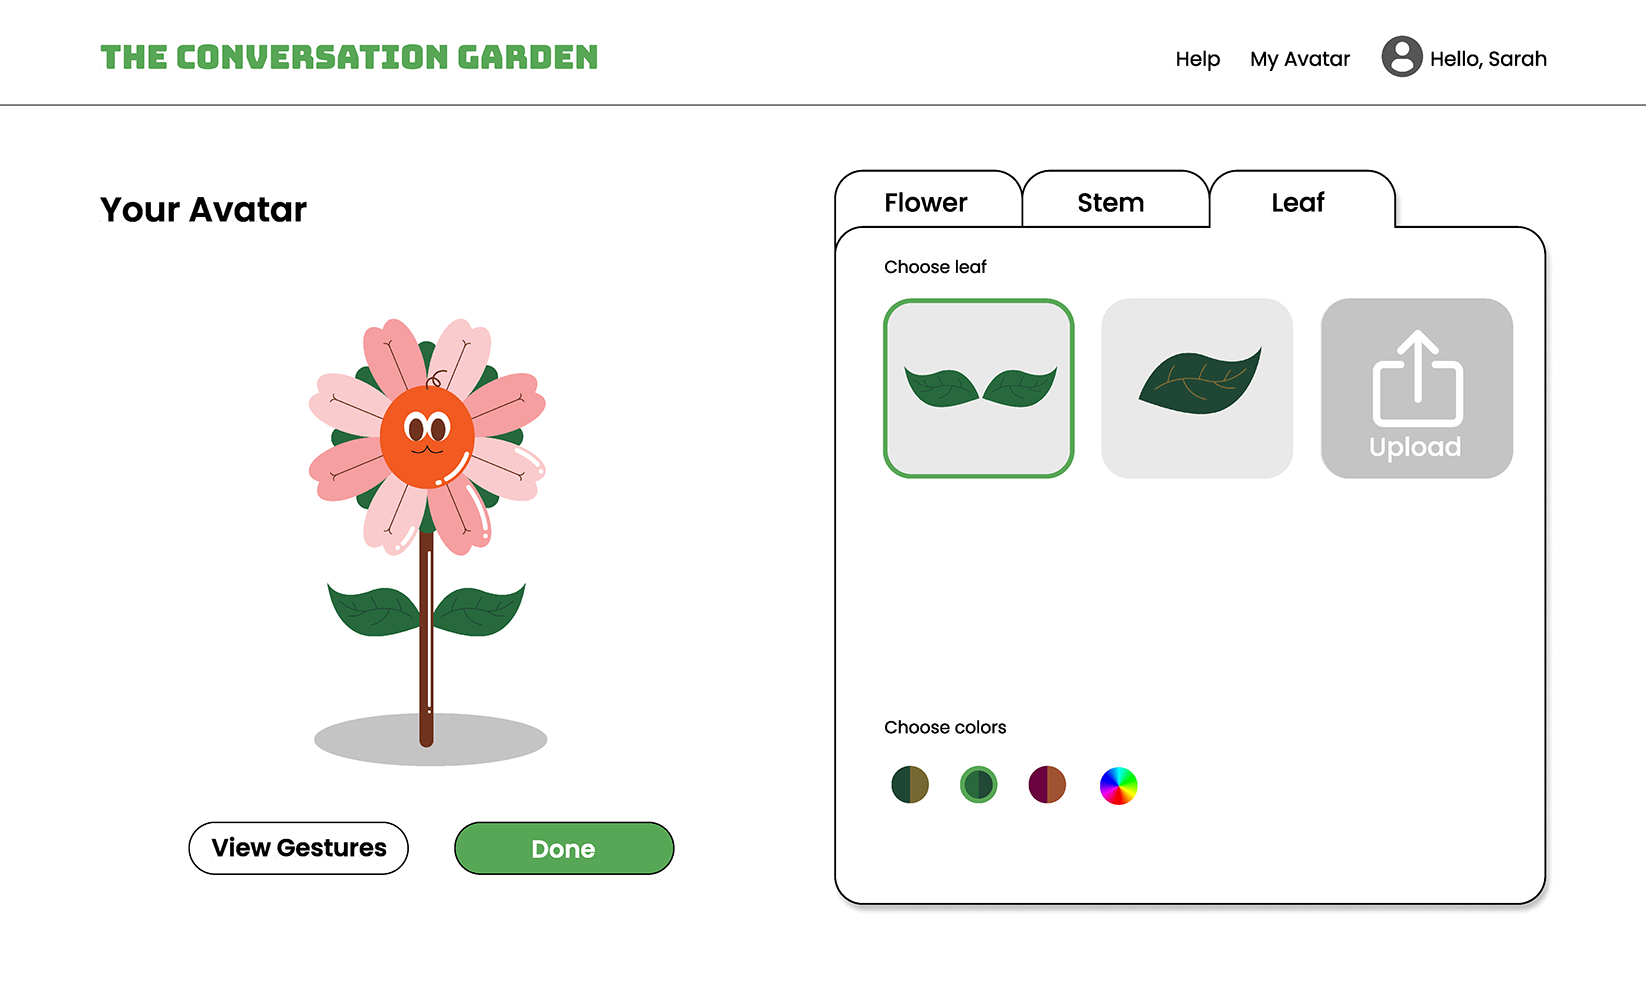 THE CONVERSATION GARDEN
Help
My Avatar
Hello, Sarah
Your Avatar
Flower
Stem
Leaf
Choose leaf
Upload
Choose colors
View Gestures
Done